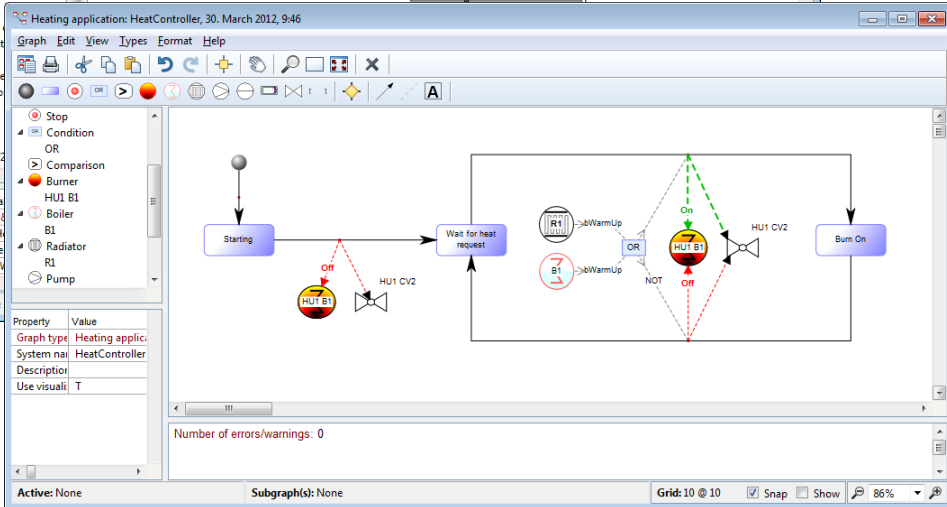 Heating application: HeatController, 30. March 2012, 9:46
Graph Edit View Types Format Help
OR
A
Stop
Condition
OR
Comparison
Burner
HU1 B1
Boiler
B1
Radiator
R1
Pump
Starting
Off
HU1 B1
HU1 CV2
Wait for heat
request
R1
bWarmUp
B1
bWarmUp
OR
NOT
On
HU1 B1
Off
HU1 CV2
Burn On
Property Value
Graph type Heating applic
System nai HeatController
Description
Use visuali: T
Number of errors/warnings: 0
Active: None Subgraph(s): None Grid: 10 @ 10 Snap Show 86%